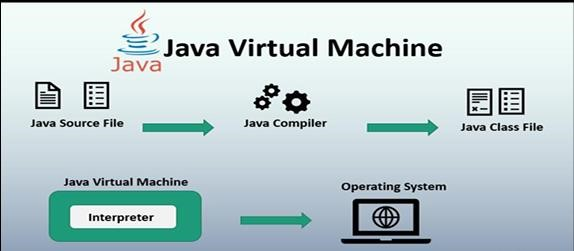 Java
Java Virtual Machine
Java Source File
Java Compiler
Java Class File
Java Virtual Machine
Interpreter
Operating System